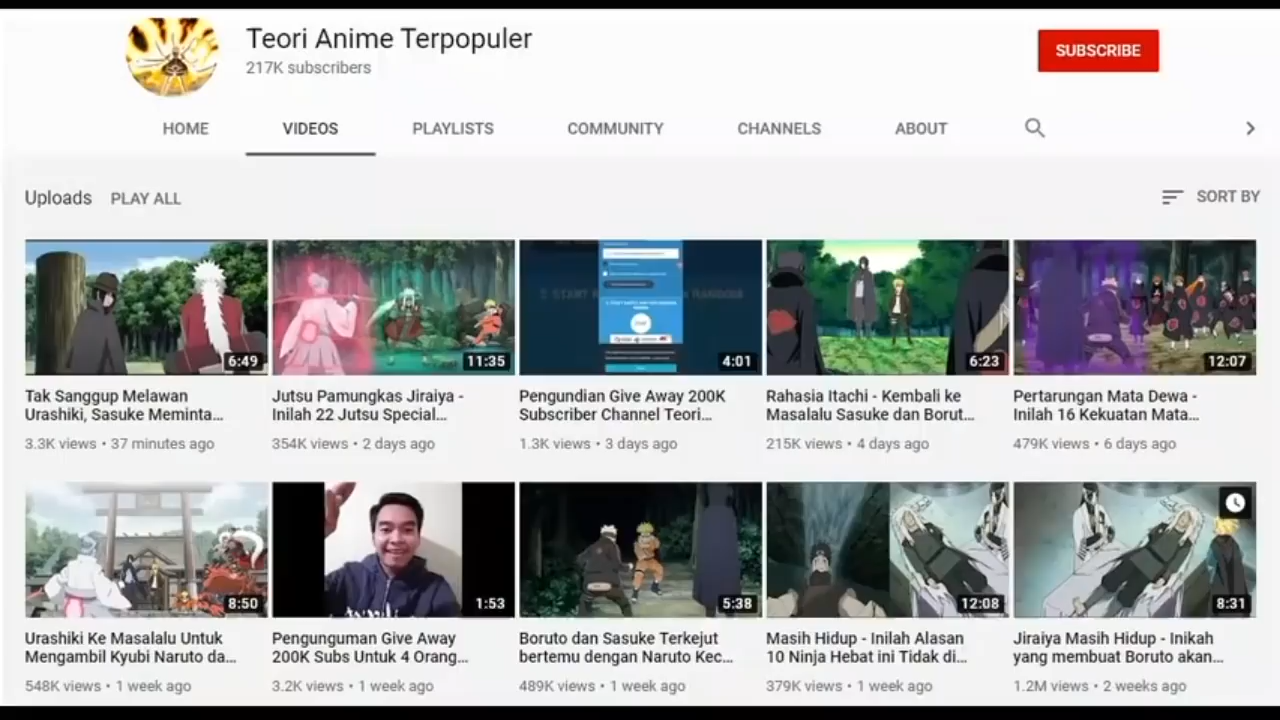 Teori Anime Terpopuler
217K subscribers
SUBSCRIBE
HOME VIDEOS PLAYLISTS COMMUNITY CHANNELS ABOUT
Uploads PLAY ALL
SORT BY
6:49
11:35
4:01
6:23
12:07
Tak Sanggup Melawan
Urashiki, Sasuke Meminta...
3.3K views • 37 minutes ago
Jutsu Pamungkas Jiraiya -
Inilah 22 Jutsu Special...
354K views • 2 days ago
Pengundian Give Away 200K
Subscriber Channel Teori...
1.3K views • 3 days ago
Rahasia Itachi - Kembali ke
Masalalu Sasuke dan Borut...
215K views • 4 days ago
Pertarungan Mata Dewa -
Inilah 16 Kekuatan Mata...
479K views • 6 days ago
8:50
1:53
5:38
12:08
8:31
Urashiki Ke Masalalu Untuk
Mengambil Kyubi Naruto da...
548K views • 1 week ago
Pengunguman Give Away
200K Subs Untuk 4 Orang...
3.2K views • 1 week ago
Boruto dan Sasuke Terkejut
bertemu dengan Naruto Kec...
489K views • 1 week ago
Masih Hidup - Inilah Alasan
10 Ninja Hebat ini Tidak di...
379K views • 1 week ago
Jiraiya Masih Hidup - Inikah
yang membuat Boruto akan...
1.2M views • 2 weeks ago